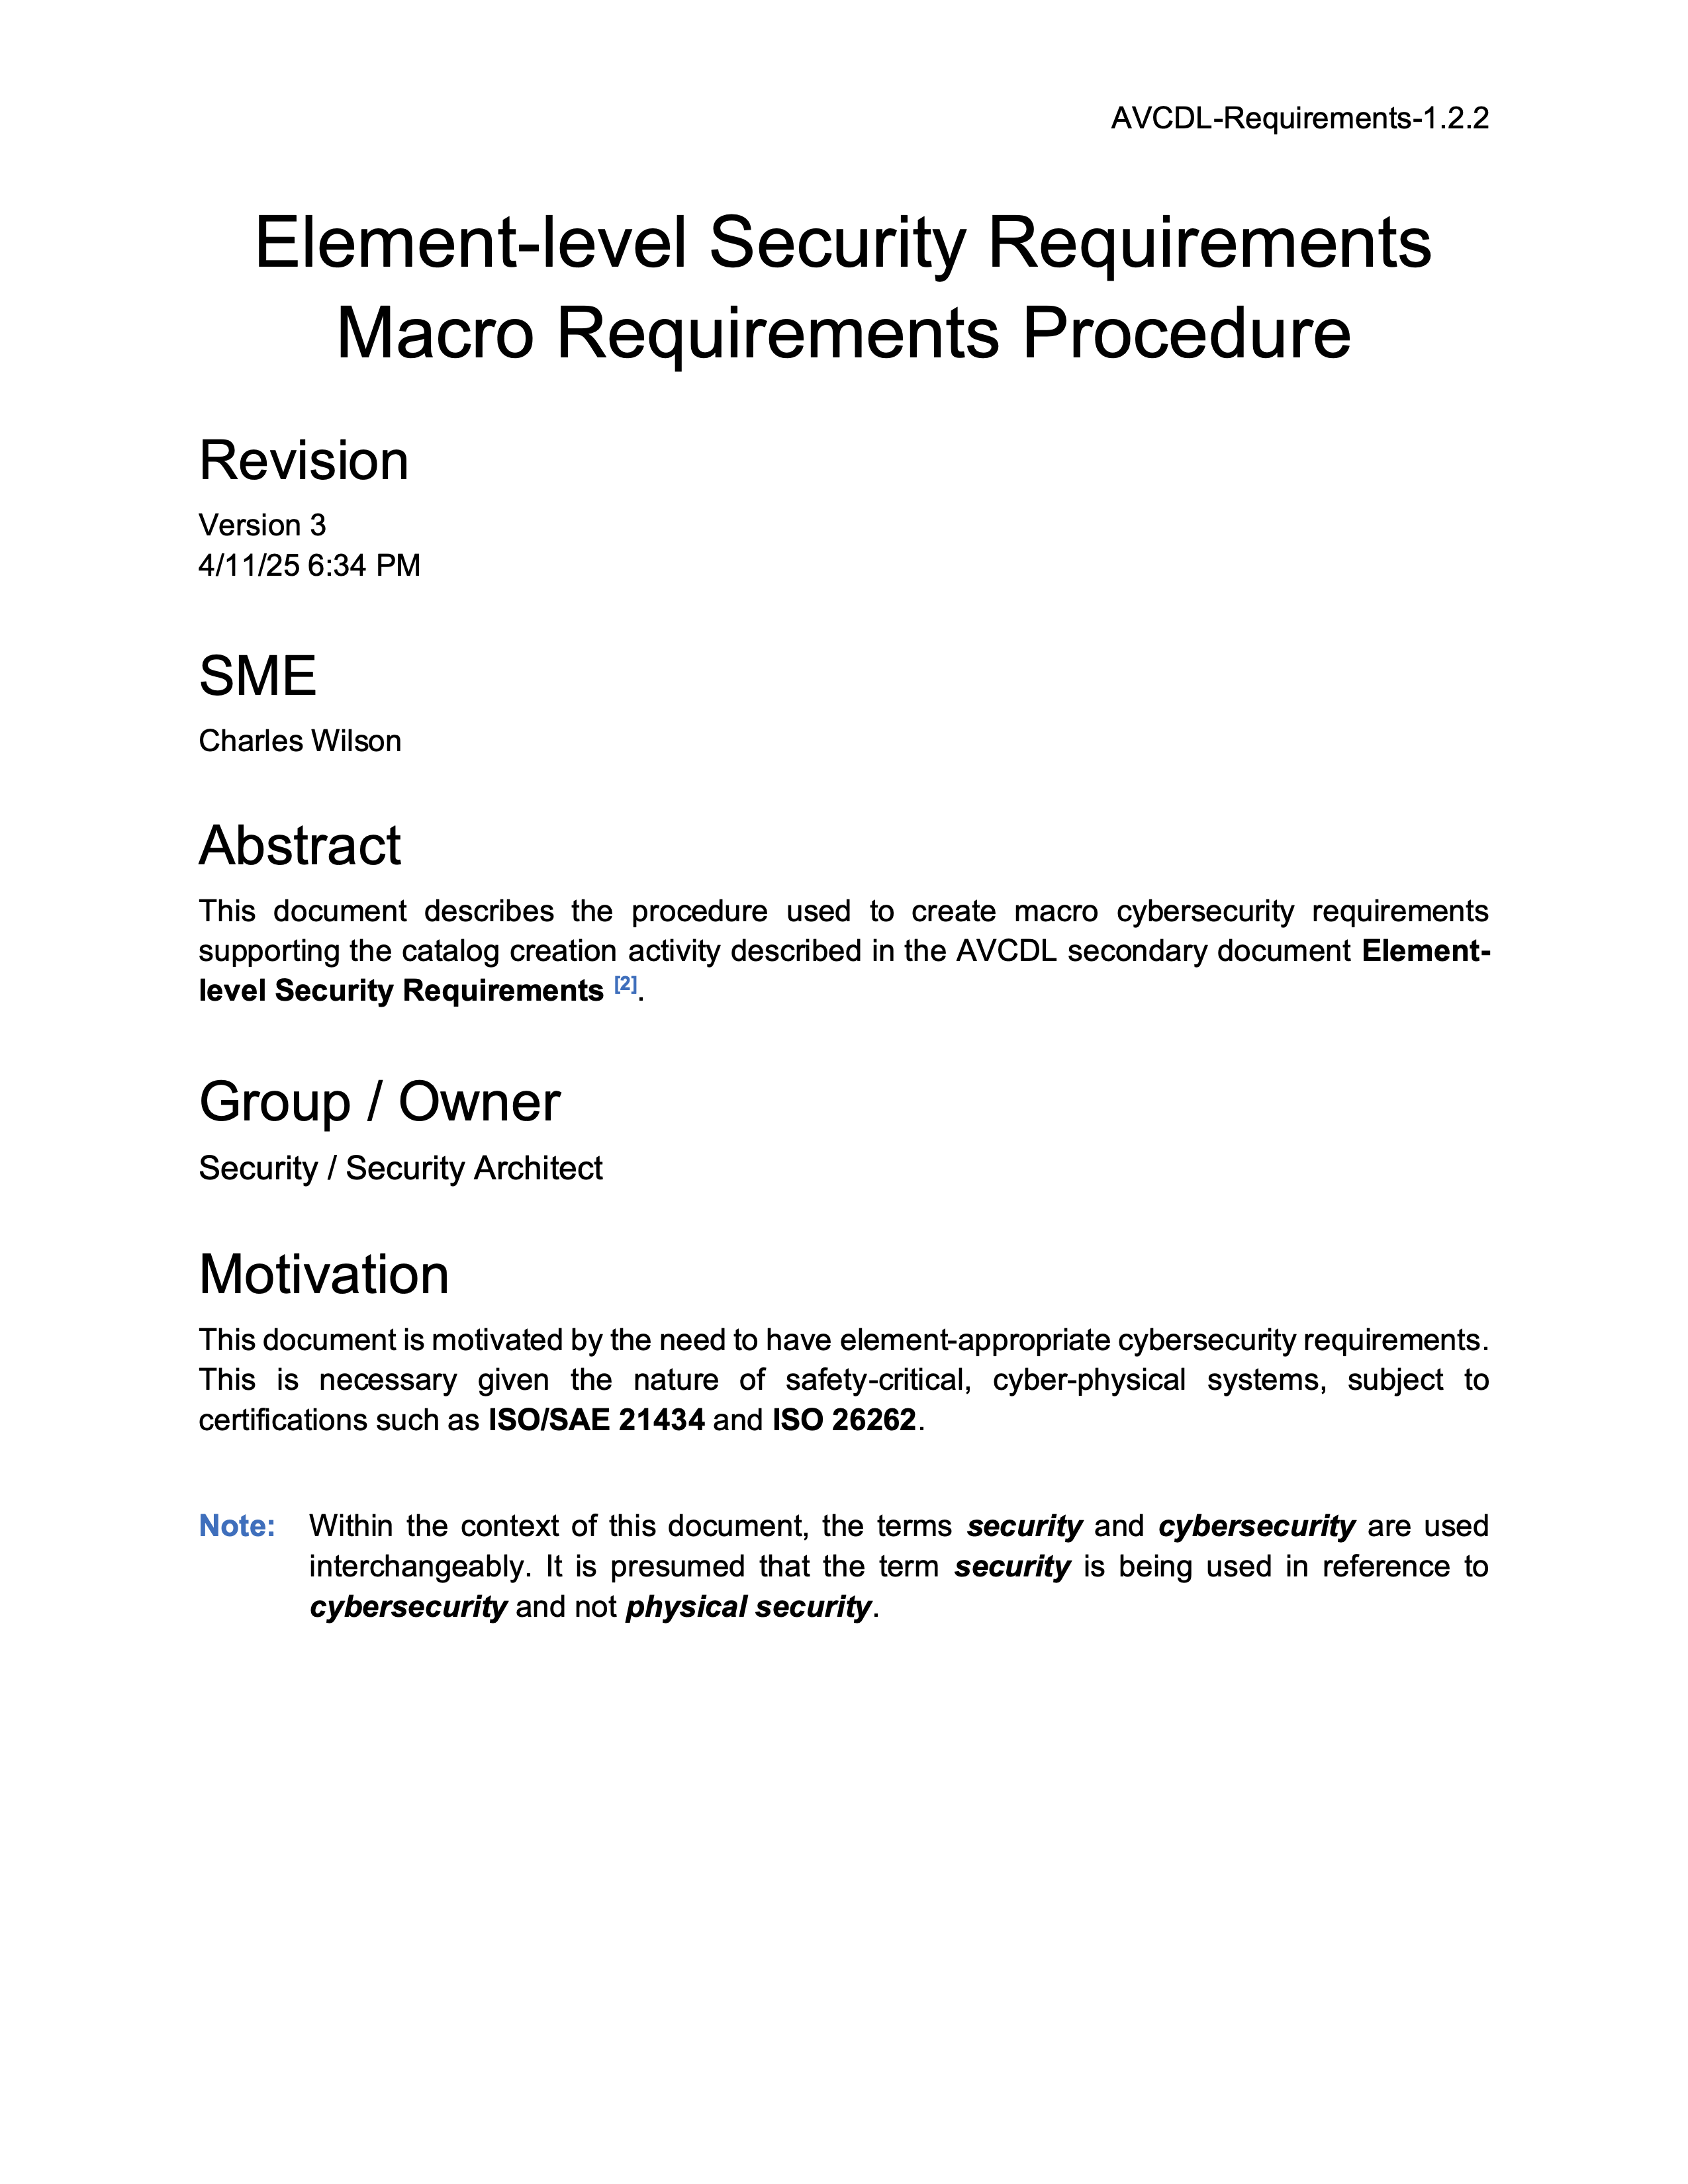 AVCDL-Requirements-1.2.2
Element-level Security Requirements
Macro Requirements Procedure
Revision
Version 3
4/11/25 6:34 PM
SME
Charles Wilson
Abstract
This document describes the procedure used to create macro cybersecurity requirements
supporting the catalog creation activity described in the AVCDL secondary document Element-
level Security Requirements [2].
Group / Owner
Security / Security Architect
Motivation
This document is motivated by the need to have element-appropriate cybersecurity requirements.
This is necessary given the nature of safety-critical, cyber-physical systems, subject to
certifications such as ISO/SAE 21434 and ISO 26262.
Note: Within the context of this document, the terms security and cybersecurity are used
interchangeably. It is presumed that the term security is being used in reference to
cybersecurity and not physical security.